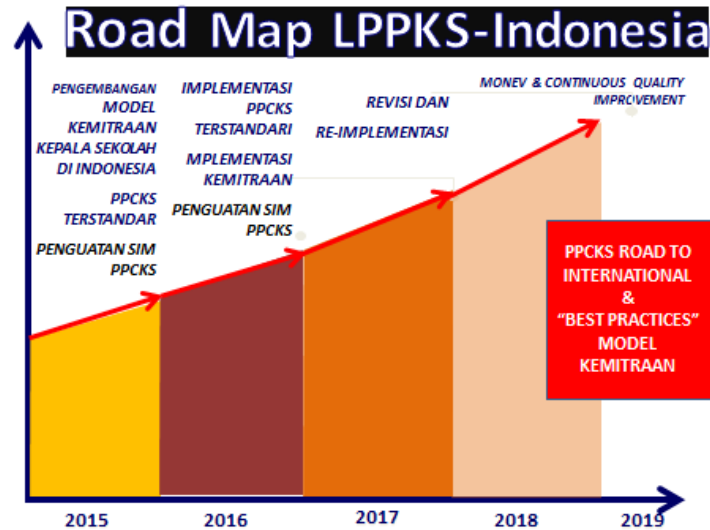 Road Map LPPKS-Indonesia
PENGEMBANGAN
MODEL
KEMITRAAN
KEPALA SEKOLAH
DI INDONESIA
PPCKS
TERSTANDAR
PENGUATAN SIM
PPCKS
IMPLEMENTASI
PPCKS
TERSTANDARI
MPLEMENTASI
KEMITRAAN
PENGUATAN SIM
PPCKS
REVISI DAN
RE-IMPLEMENTASI
MONEV & CONTINUOUS QUALITY
IMPROVEMENT
PPCKS ROAD TO
INTERNATIONAL
&
“BEST PRACTICES”
MODEL
KEMITRAAN
2015
2016
2017
2018
2019